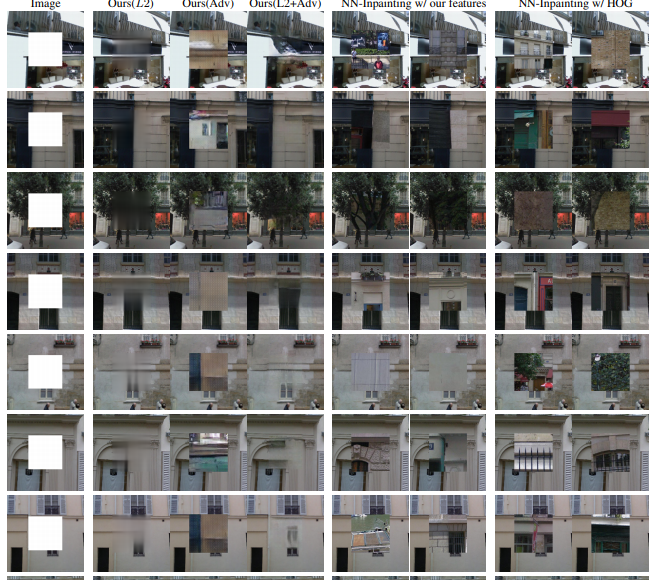 Image Ours(L2) Ours(Adv) Ours(L2+Adv) NN-Inpainting w/ our features NN-Inpainting w/ HOG